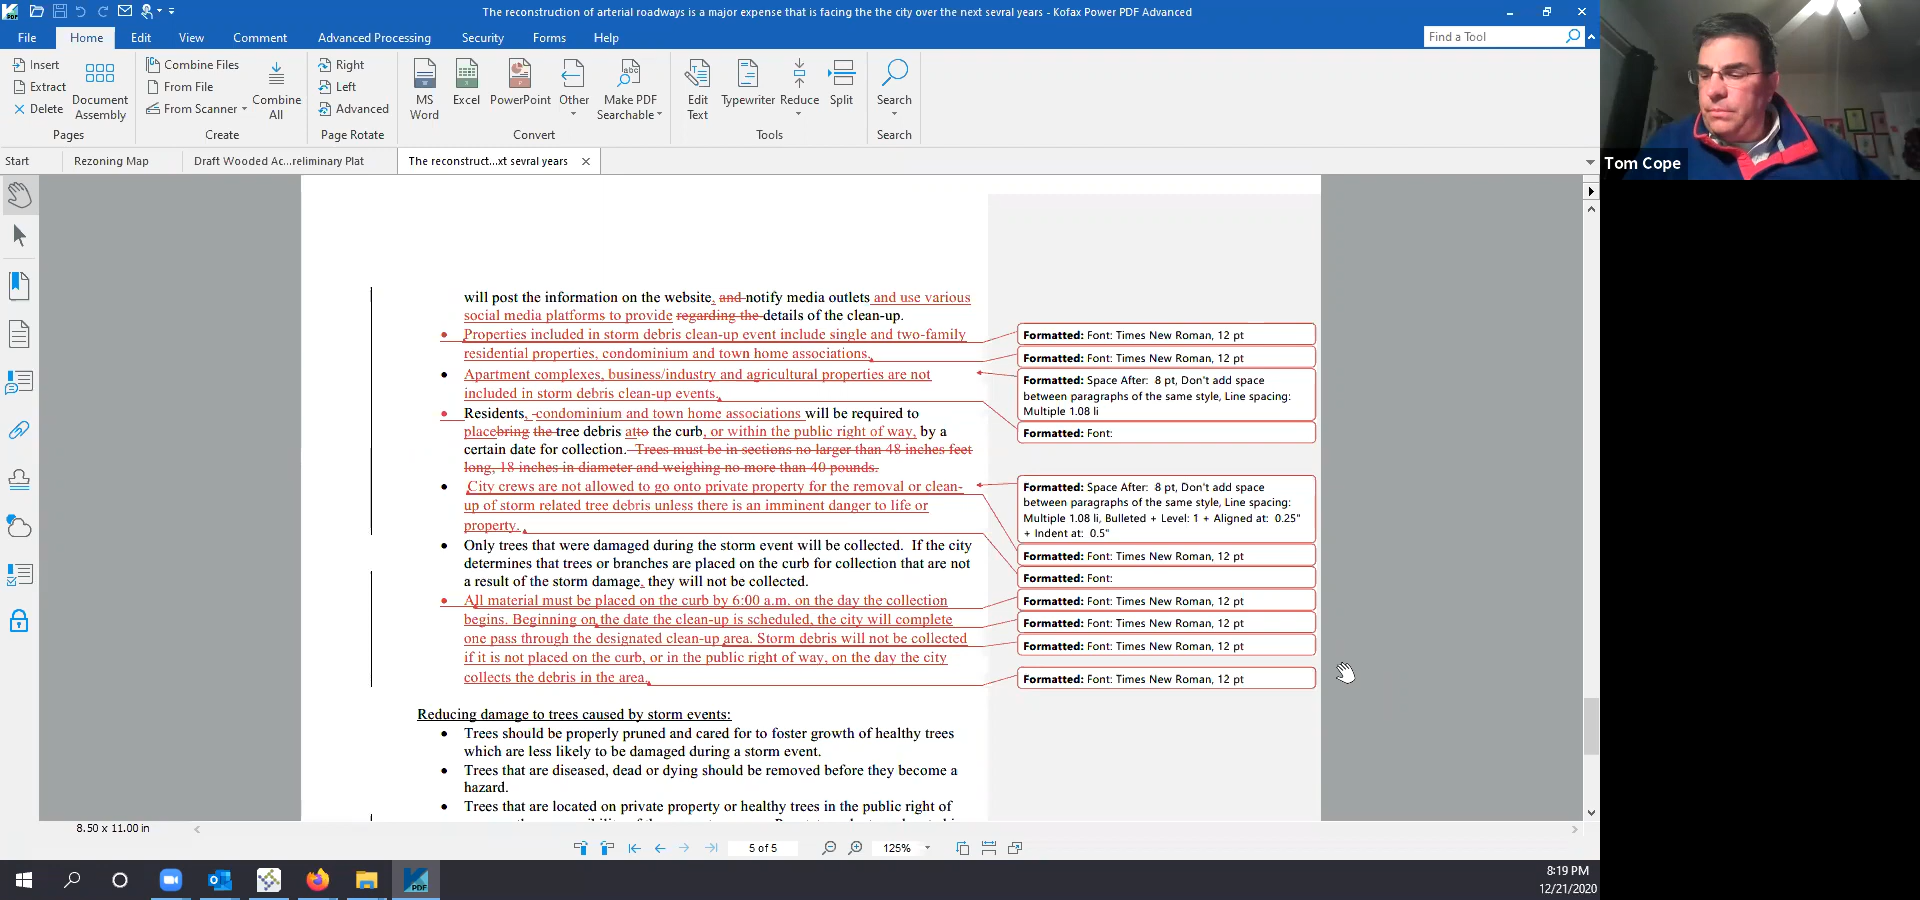 The reconstruction of arterial roadways is a major expense that is facing the the city over the next sevral years - Kofax Power PDF Advanced
File Home Edit View Comment Advanced Processing Security Forms Help Find a Tool
Insert Extract Delete
Document Assembly
Pages
Combine Files From File From Scanner
Combine All
Create
Right Left Advanced
Page Rotate
MS Word Excel PowerPoint Other Make PDF Searchable
Convert
Edit Text Typewriter Reduce Split
Tools
Search
Search
Start Rezoning Map Draft Wooded Ac...reliminary Plat The reconstruct...xt sevral years
Tom Cope
will post the information on the website, and notify media outlets and use various
social media platforms to provide regarding the details of the clean-up.
• Properties included in storm debris clean-up event include single and two-family
residential properties, condominium and town home associations.
• Apartment complexes, business/industry and agricultural properties are not
included in storm debris clean-up events.
• Residents, condominium and town home associations will be required to
placebring the tree debris atto the curb, or within the public right of way, by a
certain date for collection. Trees must be in sections no larger than 48 inches feet
long, 18 inches in diameter and weighing no more than 40 pounds.
• City crews are not allowed to go onto private property for the removal or clean-
up of storm related tree debris unless there is an imminent danger to life or
property.
• Only trees that were damaged during the storm event will be collected. If the city
determines that trees or branches are placed on the curb for collection that are not
a result of the storm damage, they will not be collected.
• All material must be placed on the curb by 6:00 a.m. on the day the collection
begins. Beginning on the date the clean-up is scheduled, the city will complete
one pass through the designated clean-up area. Storm debris will not be collected
if it is not placed on the curb, or in the public right of way, on the day the city
collects the debris in the area.
Reducing damage to trees caused by storm events:
• Trees should be properly pruned and cared for to foster growth of healthy trees
which are less likely to be damaged during a storm event.
• Trees that are diseased, dead or dying should be removed before they become a
hazard.
• Trees that are located on private property or healthy trees in the public right of
Formatted: Font: Times New Roman, 12 pt
Formatted: Font: Times New Roman, 12 pt
Formatted: Space After: 8 pt, Don't add space
between paragraphs of the same style, Line spacing:
Multiple 1.08 li
Formatted: Font:
Formatted: Space After: 8 pt, Don't add space
between paragraphs of the same style, Line spacing:
Multiple 1.08 li, Bulleted + Level: 1 + Aligned at: 0.25"
+ Indent at: 0.5"
Formatted: Font: Times New Roman, 12 pt
Formatted: Font:
Formatted: Font: Times New Roman, 12 pt
Formatted: Font: Times New Roman, 12 pt
Formatted: Font: Times New Roman, 12 pt
Formatted: Font: Times New Roman, 12 pt
8.50 x 11.00 in
5 of 5
125%
8:19 PM
12/21/2020